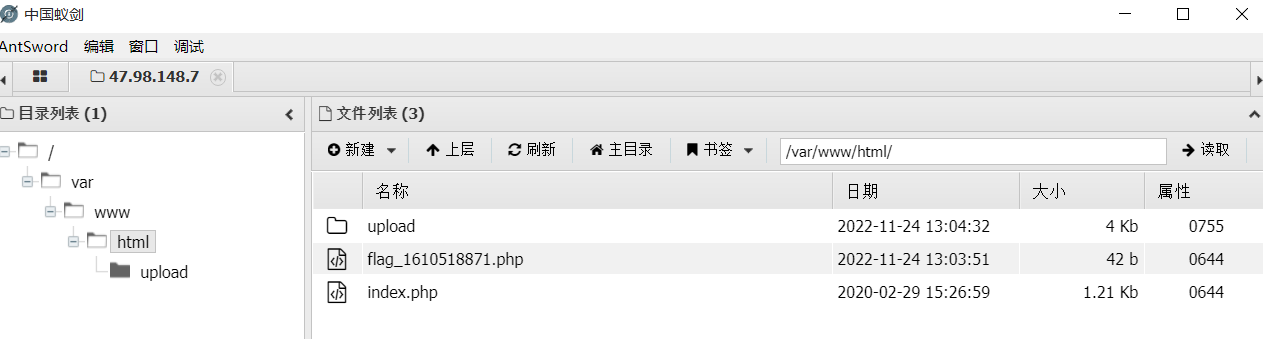 中国蚁剑
AntSword 编辑 窗口 调试
47.98.148.7
目录列表 (1)
文件列表 (3)
新建 上层 刷新 主目录 书签 /var/www/html/ 读取
/
var
www
html
upload
名称 日期 大小 属性
upload 2022-11-24 13:04:32 4 Kb 0755
flag_1610518871.php 2022-11-24 13:03:51 42 b 0644
index.php 2020-02-29 15:26:59 1.21 Kb 0644